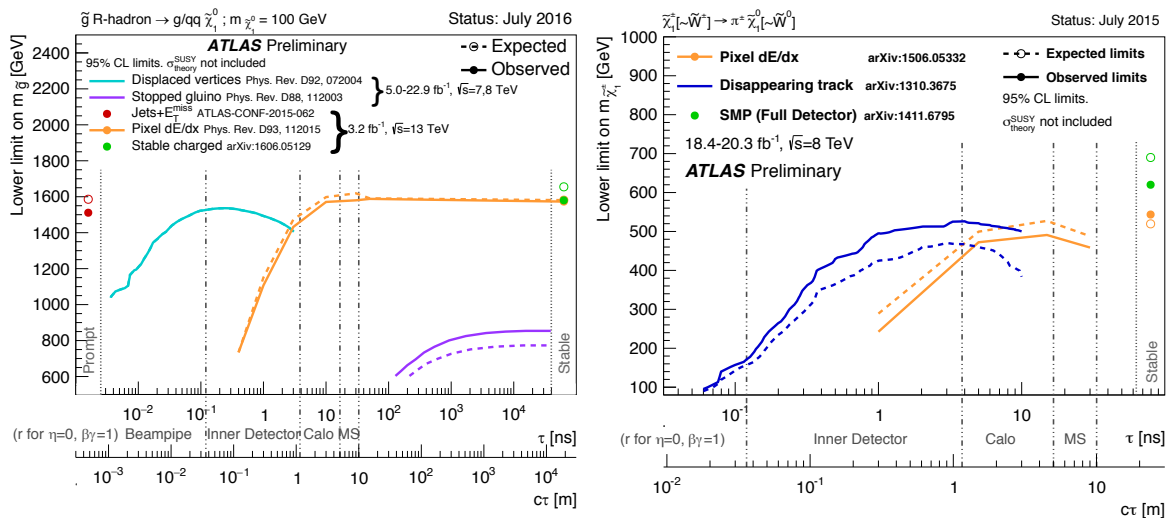 g̃ R-hadron → g/qq χ̃⁰₁ ; m χ̃⁰₁ = 100 GeV
Status: July 2016
ATLAS Preliminary
Expected
Observed
95% CL limits. σ^SUSY_theory not included
Displaced vertices Phys. Rev. D92, 072004
Stopped gluino Phys. Rev. D88, 112003
5.0-22.9 fb⁻¹, √s=7,8 TeV
Jets+E_T^miss ATLAS-CONF-2015-062
Pixel dE/dx Phys. Rev. D93, 112015
Stable charged arXiv:1606.05129
3.2 fb⁻¹, √s=13 TeV
Lower limit on m g̃ [GeV]
2400
2200
2000
1800
1600
1400
1200
1000
800
600
Prompt
Stable
10⁻²
10⁻¹
1
10
10²
10³
10⁴
τ [ns]
(r for η=0, βγ=1)
Beampipe
Inner Detector
Calo
MS
10⁻³
10⁻²
10⁻¹
1
10
10²
10³
10⁴
cτ [m]
χ̃₁^±[~W̃^±] → π^± χ̃⁰₁[~W̃⁰]
Status: July 2015
Pixel dE/dx arXiv:1506.05332
Disappearing track arXiv:1310.3675
SMP (Full Detector) arXiv:1411.6795
Expected limits
Observed limits
95% CL limits.
σ^SUSY_theory not included
18.4-20.3 fb⁻¹, √s=8 TeV
ATLAS Preliminary
Lower limit on m χ̃₁^± [GeV]
1000
900
800
700
600
500
400
300
200
100
Stable
10⁻¹
1
10
τ [ns]
(r for η=0, βγ=1)
Inner Detector
Calo
MS
10⁻²
10⁻¹
1
10
cτ [m]